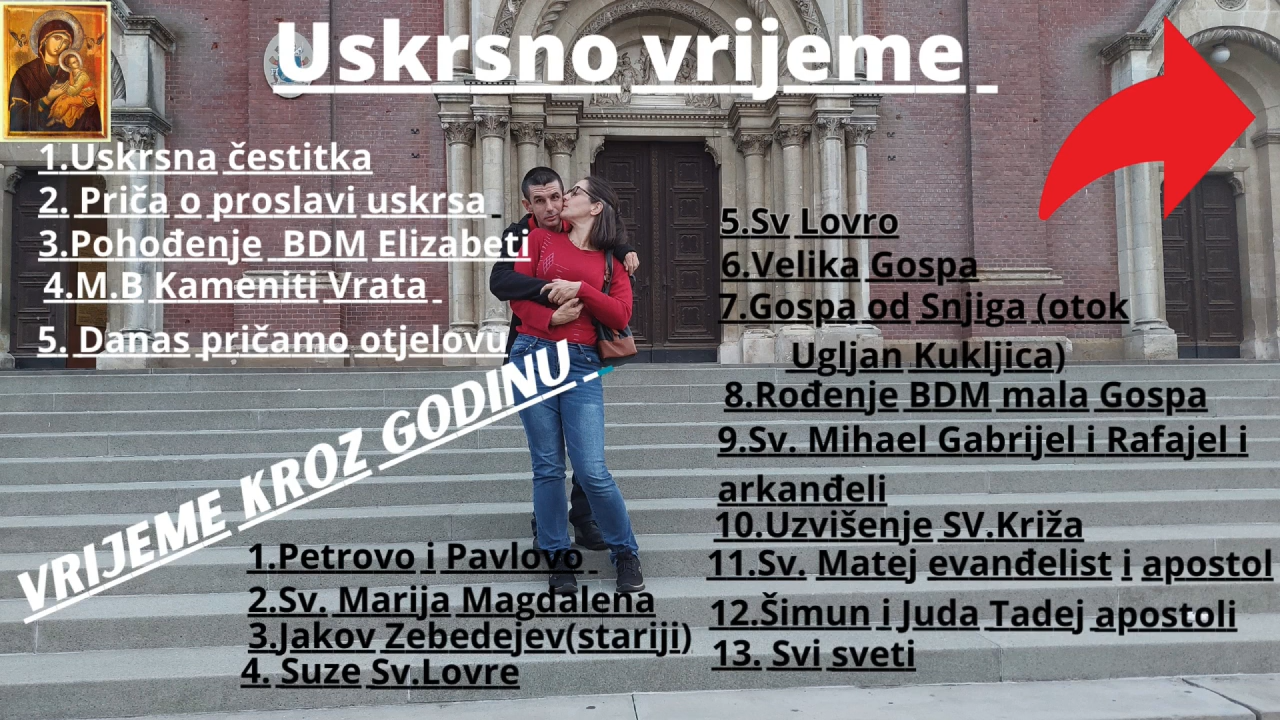 Uskrsno vrijeme
1.Uskrsna čestitka
2. Priča o proslavi uskrsa
3.Pohođenje BDM Elizabeti
4.M.B Kameniti Vrata
5. Danas pričamo otjelovu
VRIJEME KROZ GODINU
1.Petrovo i Pavlovo
2.Sv. Marija Magdalena
3.Jakov Zebedejev(stariji)
4. Suze Sv.Lovre
5.Sv Lovro
6.Velika Gospa
7.Gospa od Snjiga (otok
Ugljan Kukljica)
8.Rođenje BDM mala Gospa
9.Sv. Mihael Gabrijel i Rafajel i
arkanđeli
10.Uzvišenje SV.Križa
11.Sv. Matej evanđelist i apostol
12.Šimun i Juda Tadej apostoli
13. Svi sveti